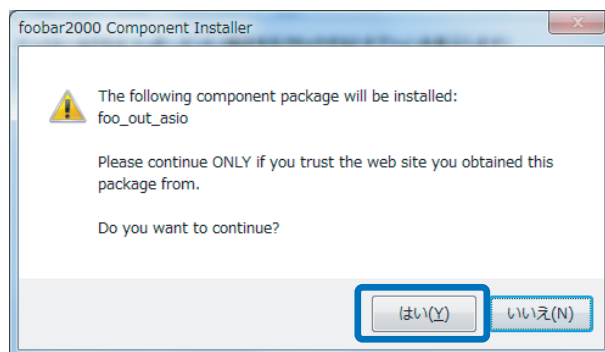 foobar2000 Component Installer
The following component package will be installed:
foo_out_asio
Please continue ONLY if you trust the web site you obtained this
package from.
Do you want to continue?
はい(Y)
いいえ(N)